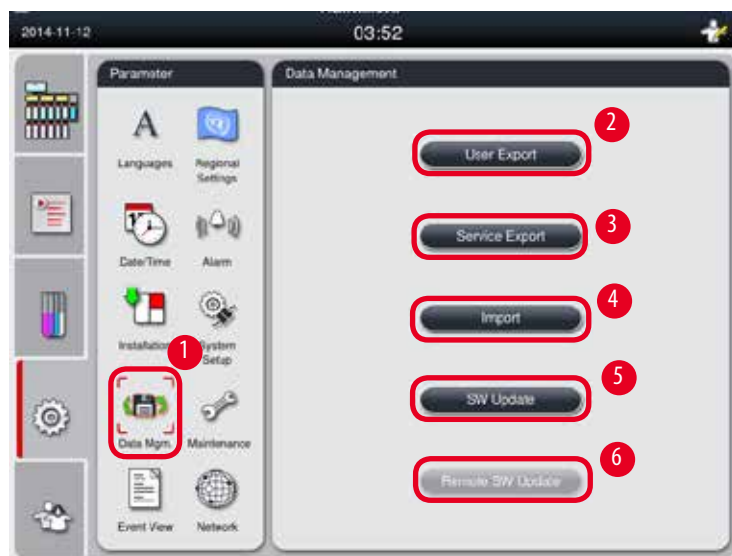 2014-11-12
03:52
Parameter
Data Management
Languages
Regional
Settings
Date/Time
Alarm
Installation
System
Setup
Data Mgm.
Maintenance
Event View
Network
User Export
Service Export
Import
SW Update
Remote SW Update
1
2
3
4
5
6